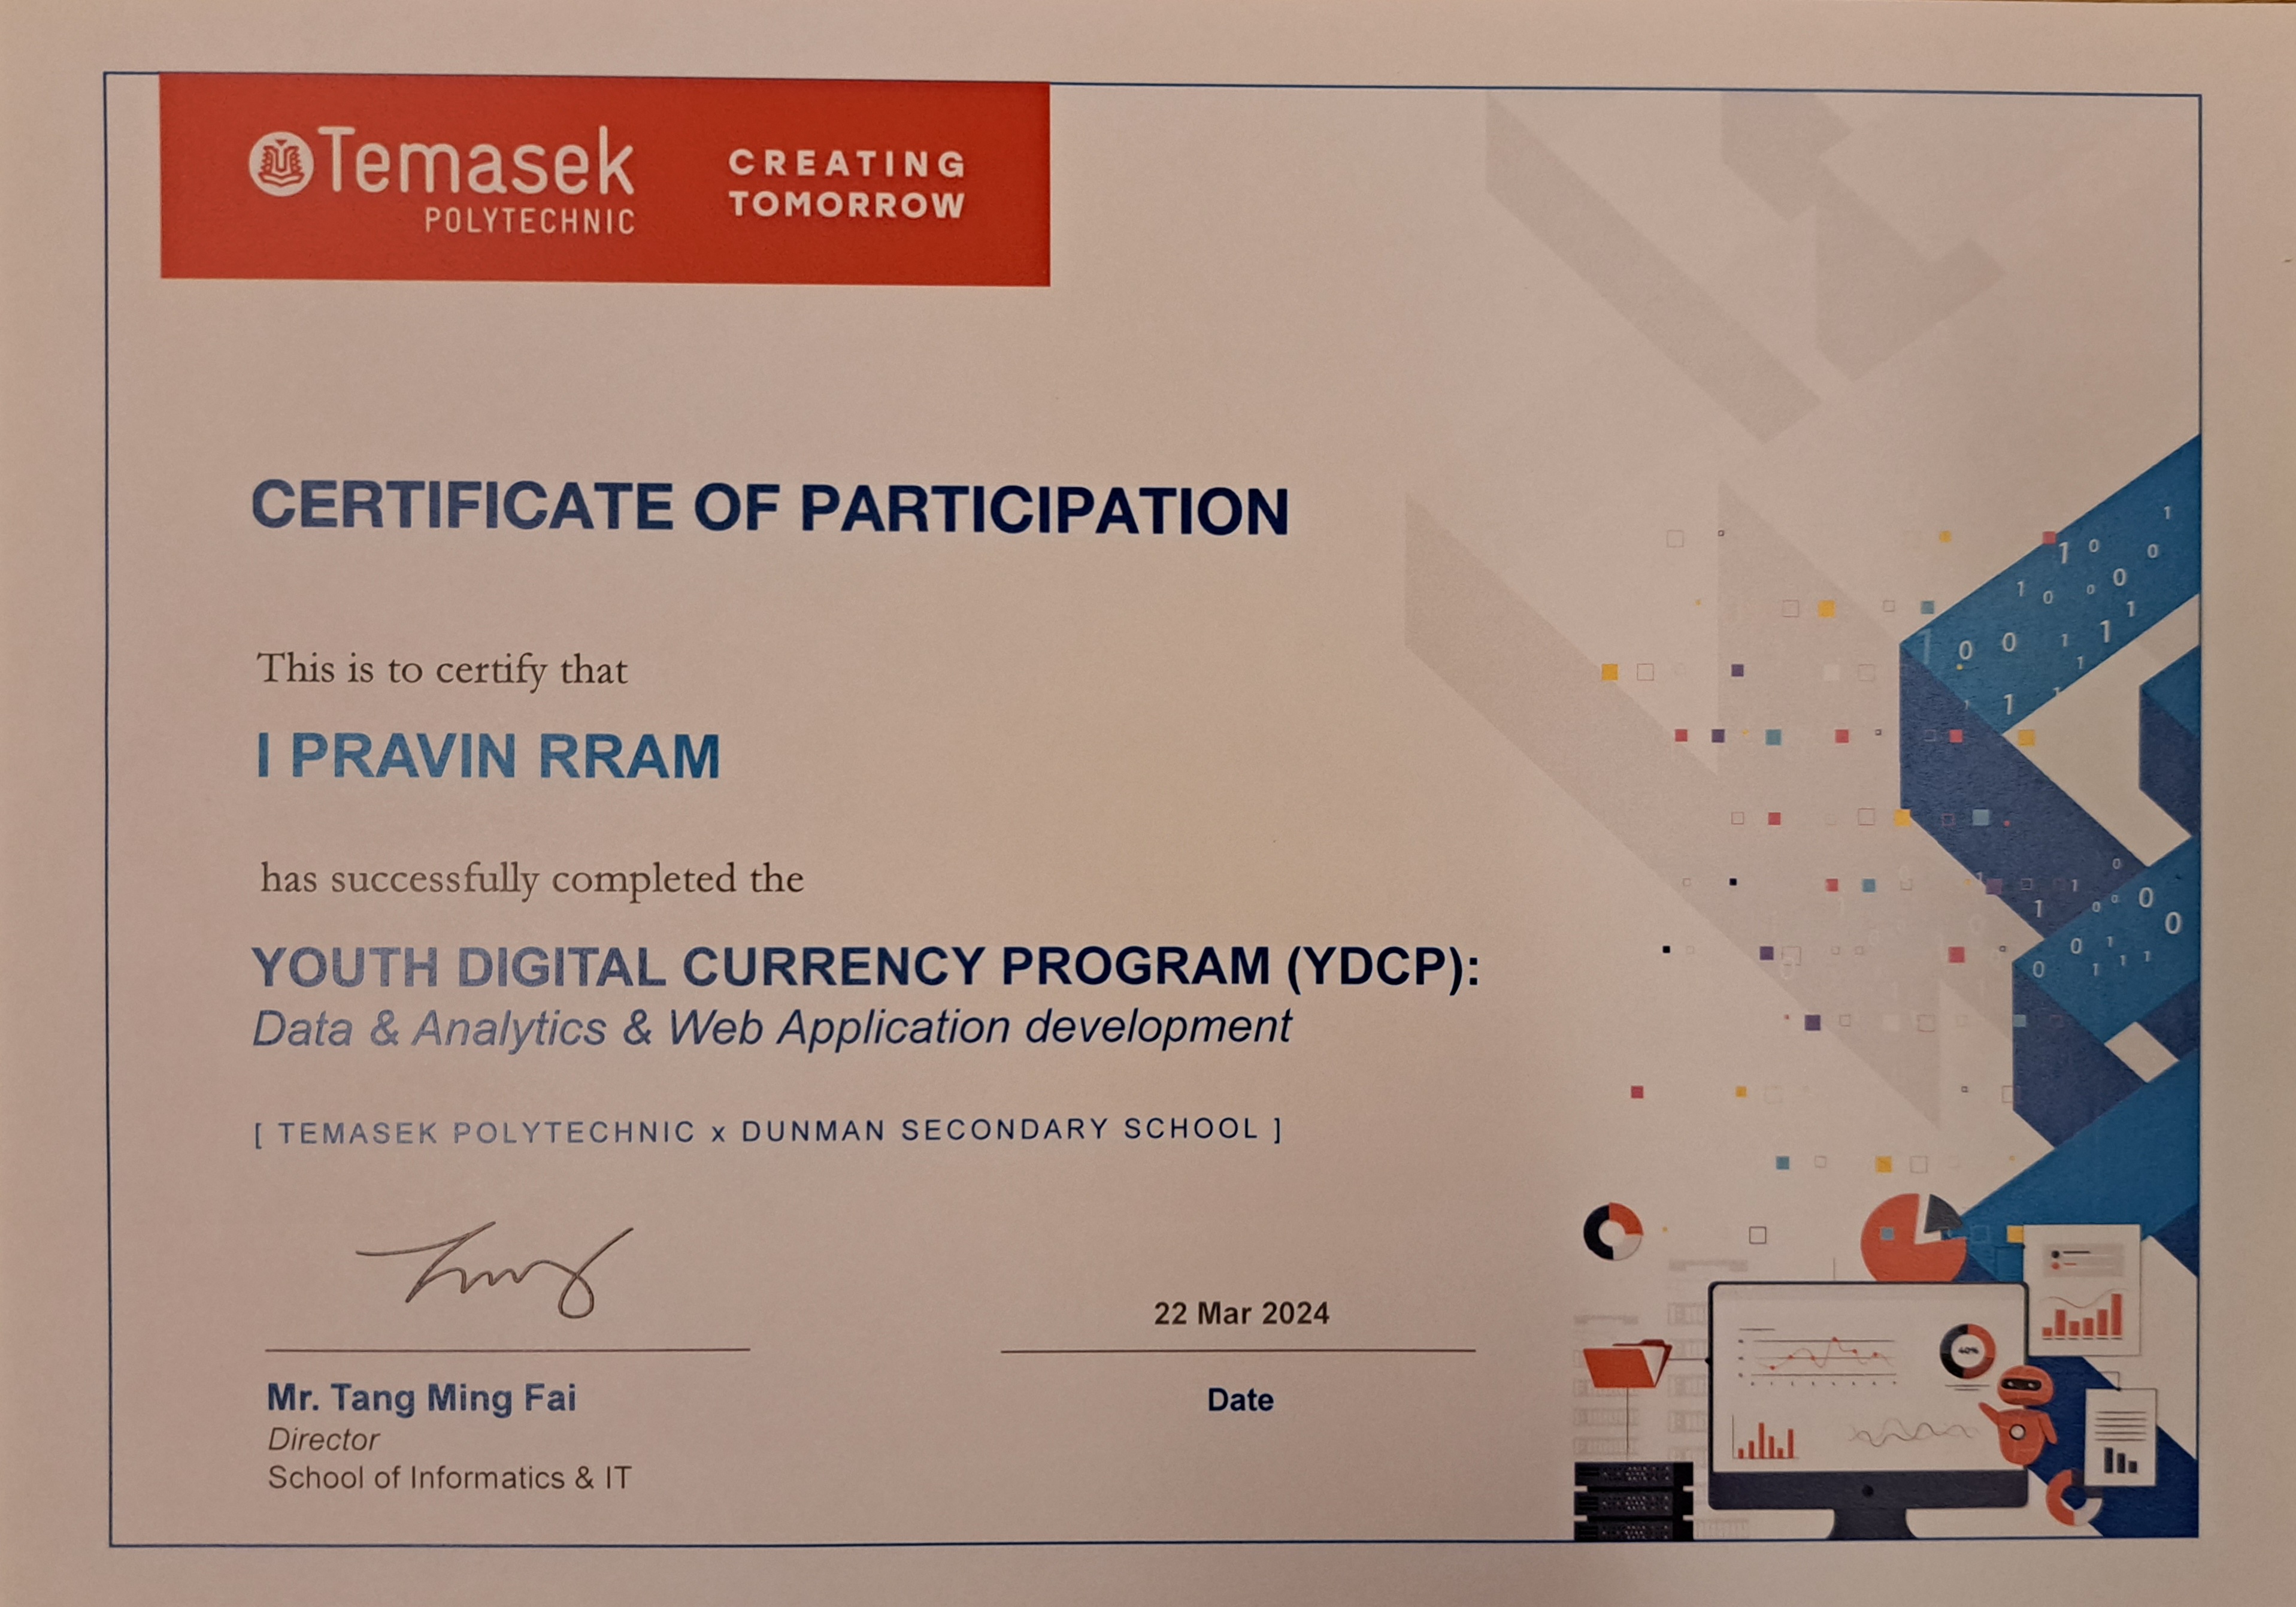 Temasek
POLYTECHNIC
CREATING
TOMORROW
CERTIFICATE OF PARTICIPATION
This is to certify that
I PRAVIN RRAM
has successfully completed the
YOUTH DIGITAL CURRENCY PROGRAM (YDCP):
Data & Analytics & Web Application development
[ TEMASEK POLYTECHNIC x DUNMAN SECONDARY SCHOOL ]
22 Mar 2024
Mr. Tang Ming Fai
Date
Director
School of Informatics & IT
40%